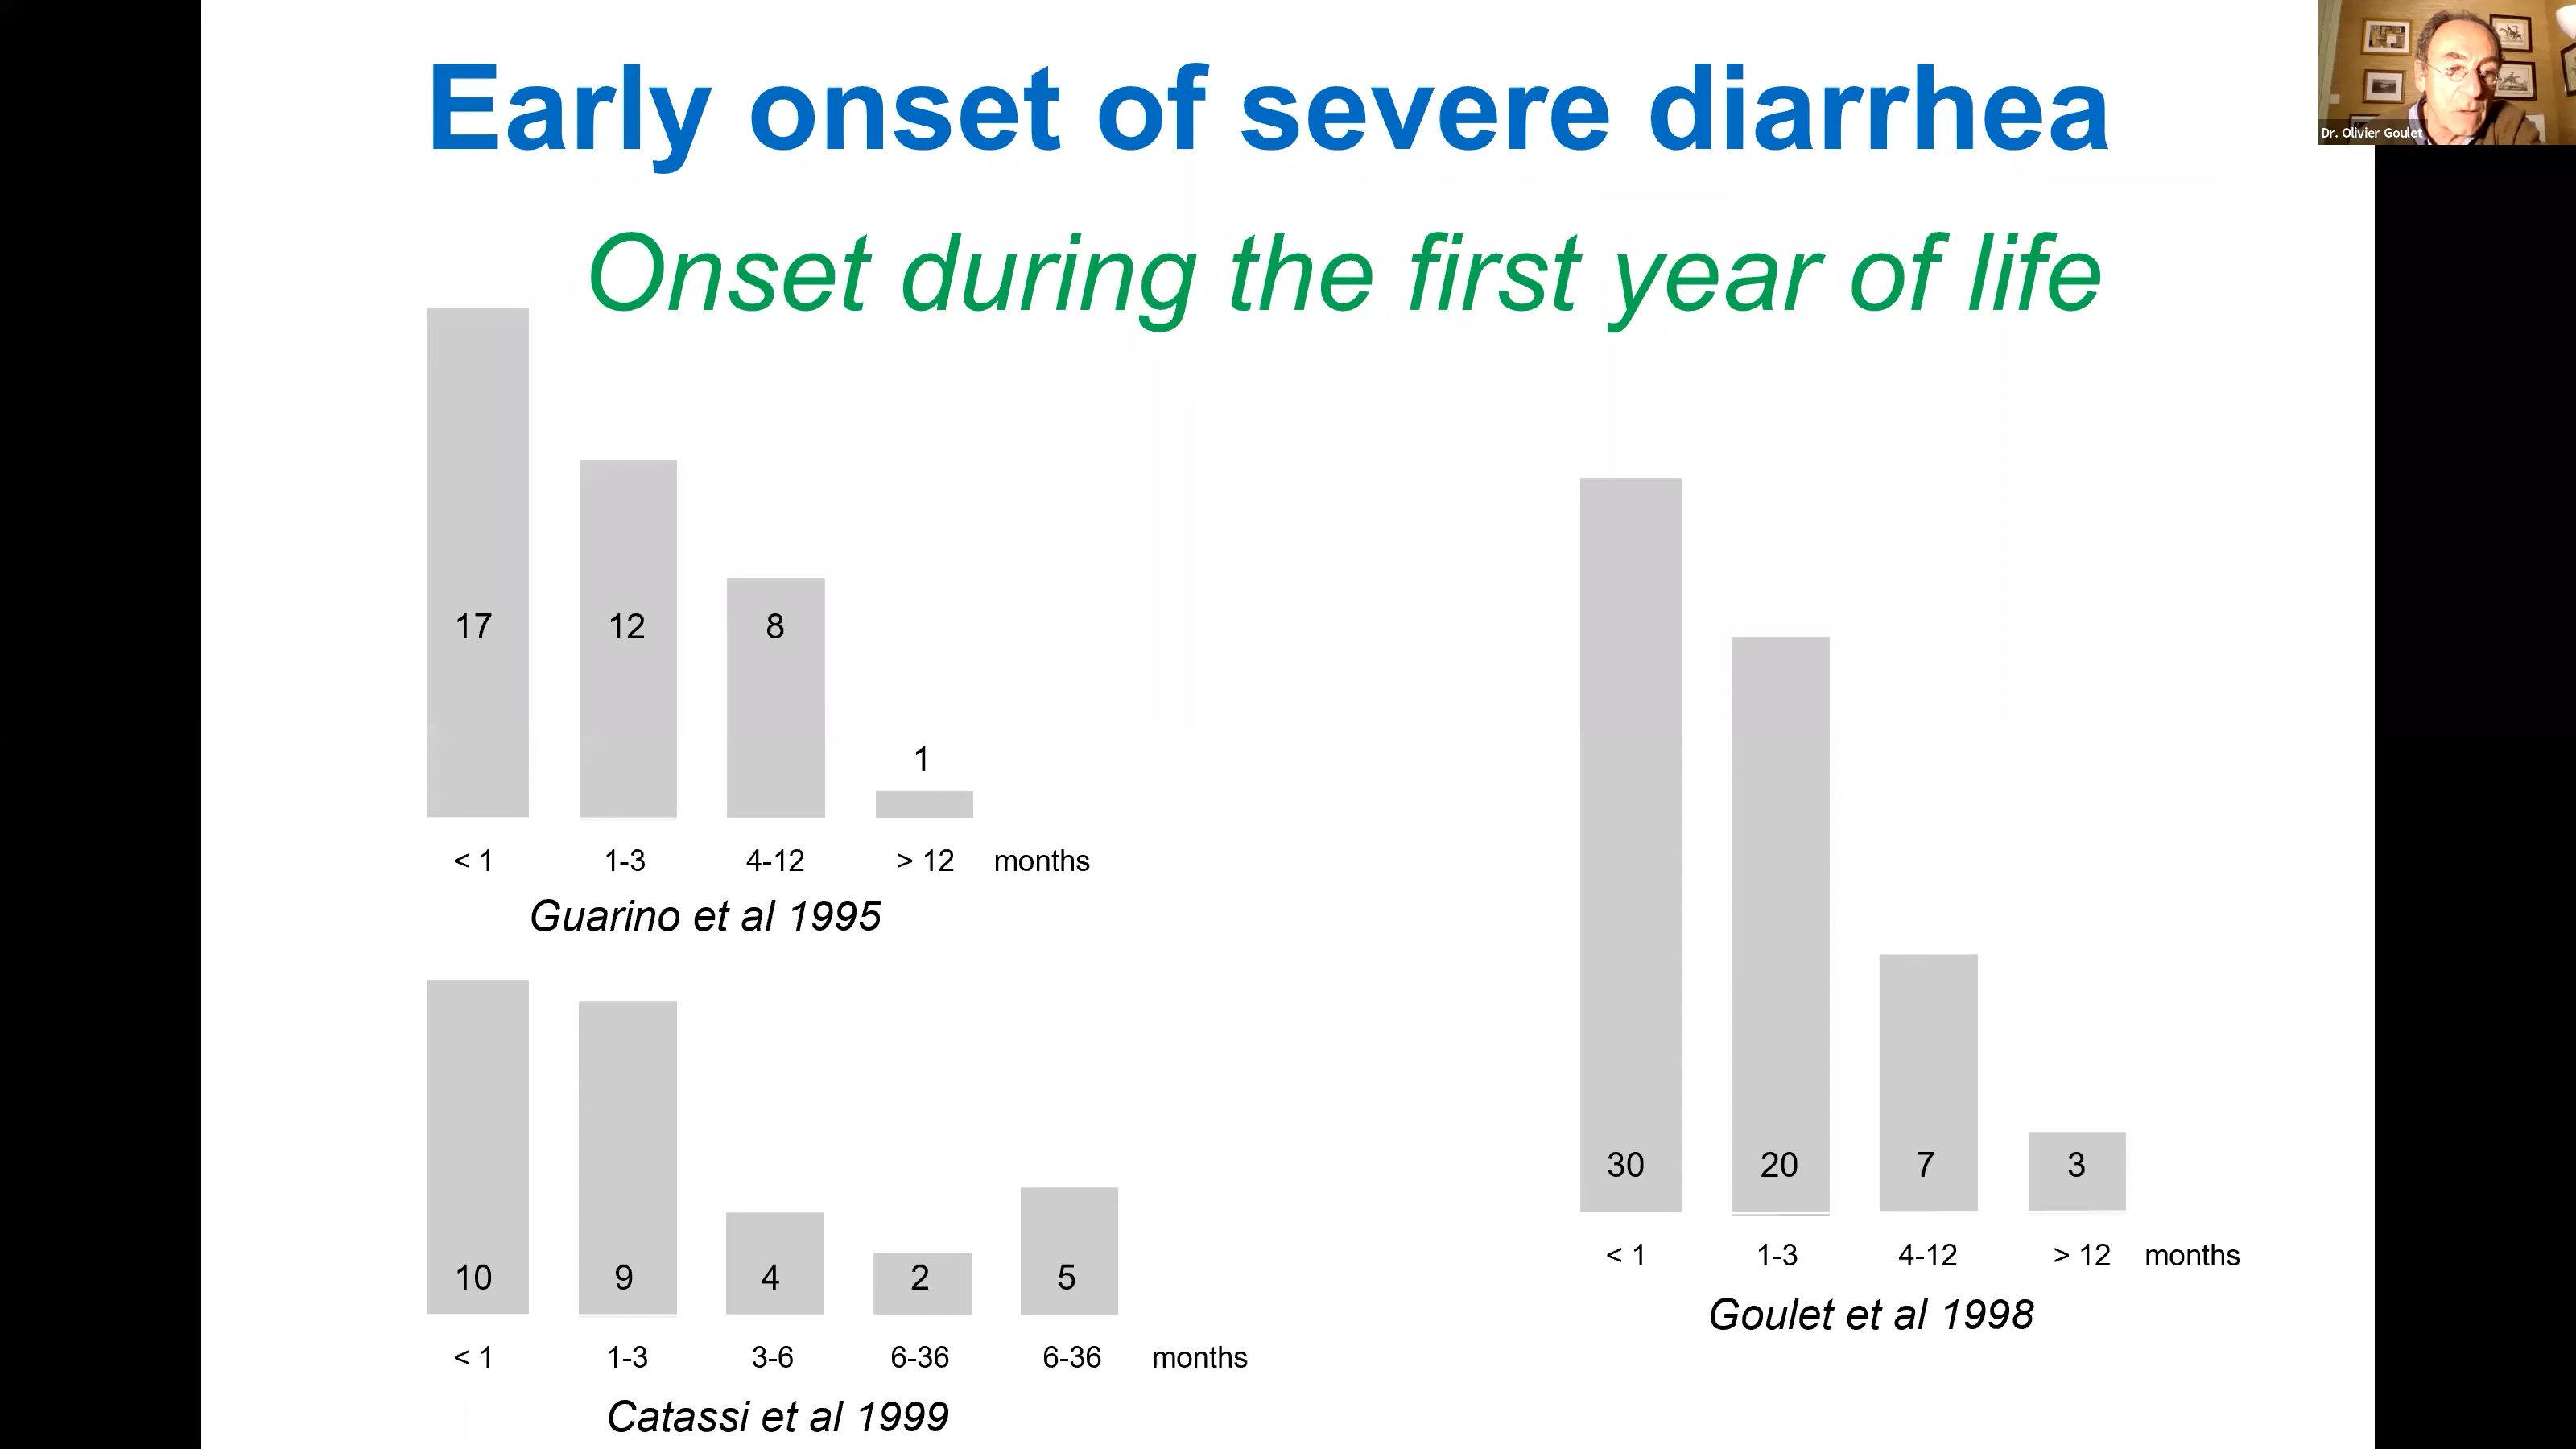 Early onset of severe diarrhea
Dr. Olivier Goulet
Onset during the first year of life
17 12 8 1
< 1 1-3 4-12 > 12 months
Guarino et al 1995
10 9 4 2 5
< 1 1-3 3-6 6-36 6-36 months
Catassi et al 1999
30 20 7 3
< 1 1-3 4-12 > 12 months
Goulet et al 1998